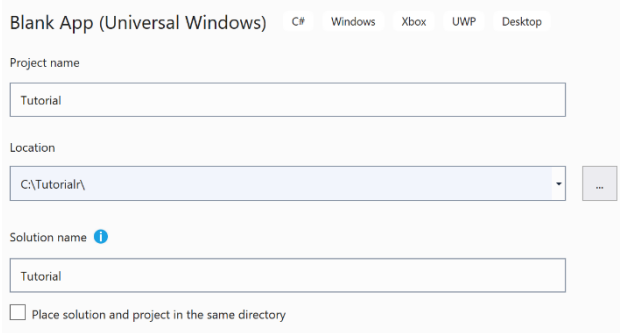 Blank App (Universal Windows) C# Windows Xbox UWP Desktop
Project name
Tutorial
Location
C:\Tutorialr\
...
Solution name
Tutorial
Place solution and project in the same directory